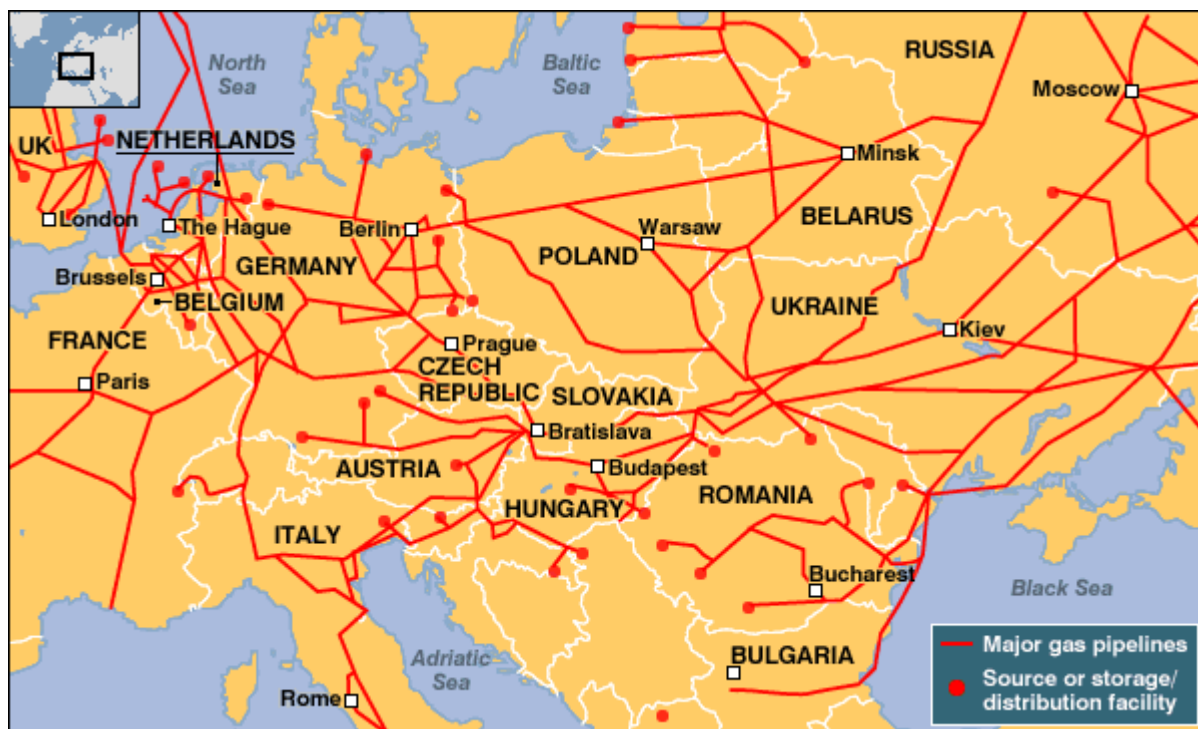 RUSSIA
North
Sea
Baltic
Sea
Moscow
UK
NETHERLANDS
Minsk
London
The Hague
Berlin
Warsaw
BELARUS
GERMANY
POLAND
Brussels
BELGIUM
UKRAINE
FRANCE
Prague
Kiev
Paris
CZECH
REPUBLIC
SLOVAKIA
Bratislava
AUSTRIA
Budapest
HUNGARY
ROMANIA
ITALY
Bucharest
Black Sea
Adriatic
Sea
BULGARIA
Rome
Major gas pipelines
Source or storage/
distribution facility